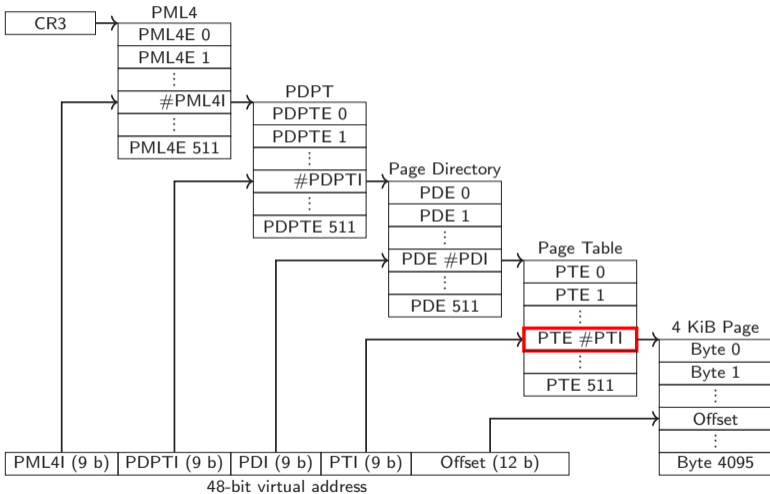 CR3
PML4
PML4E 0
PML4E 1
⋮
#PML4I
⋮
PML4E 511
PDPT
PDPTE 0
PDPTE 1
⋮
#PDPTI
⋮
PDPTE 511
Page Directory
PDE 0
PDE 1
⋮
PDE #PDI
⋮
PDE 511
Page Table
PTE 0
PTE 1
⋮
PTE #PTI
⋮
PTE 511
4 KiB Page
Byte 0
Byte 1
⋮
Offset
⋮
Byte 4095
PML4I (9 b) PDPTI (9 b) PDI (9 b) PTI (9 b) Offset (12 b)
48-bit virtual address